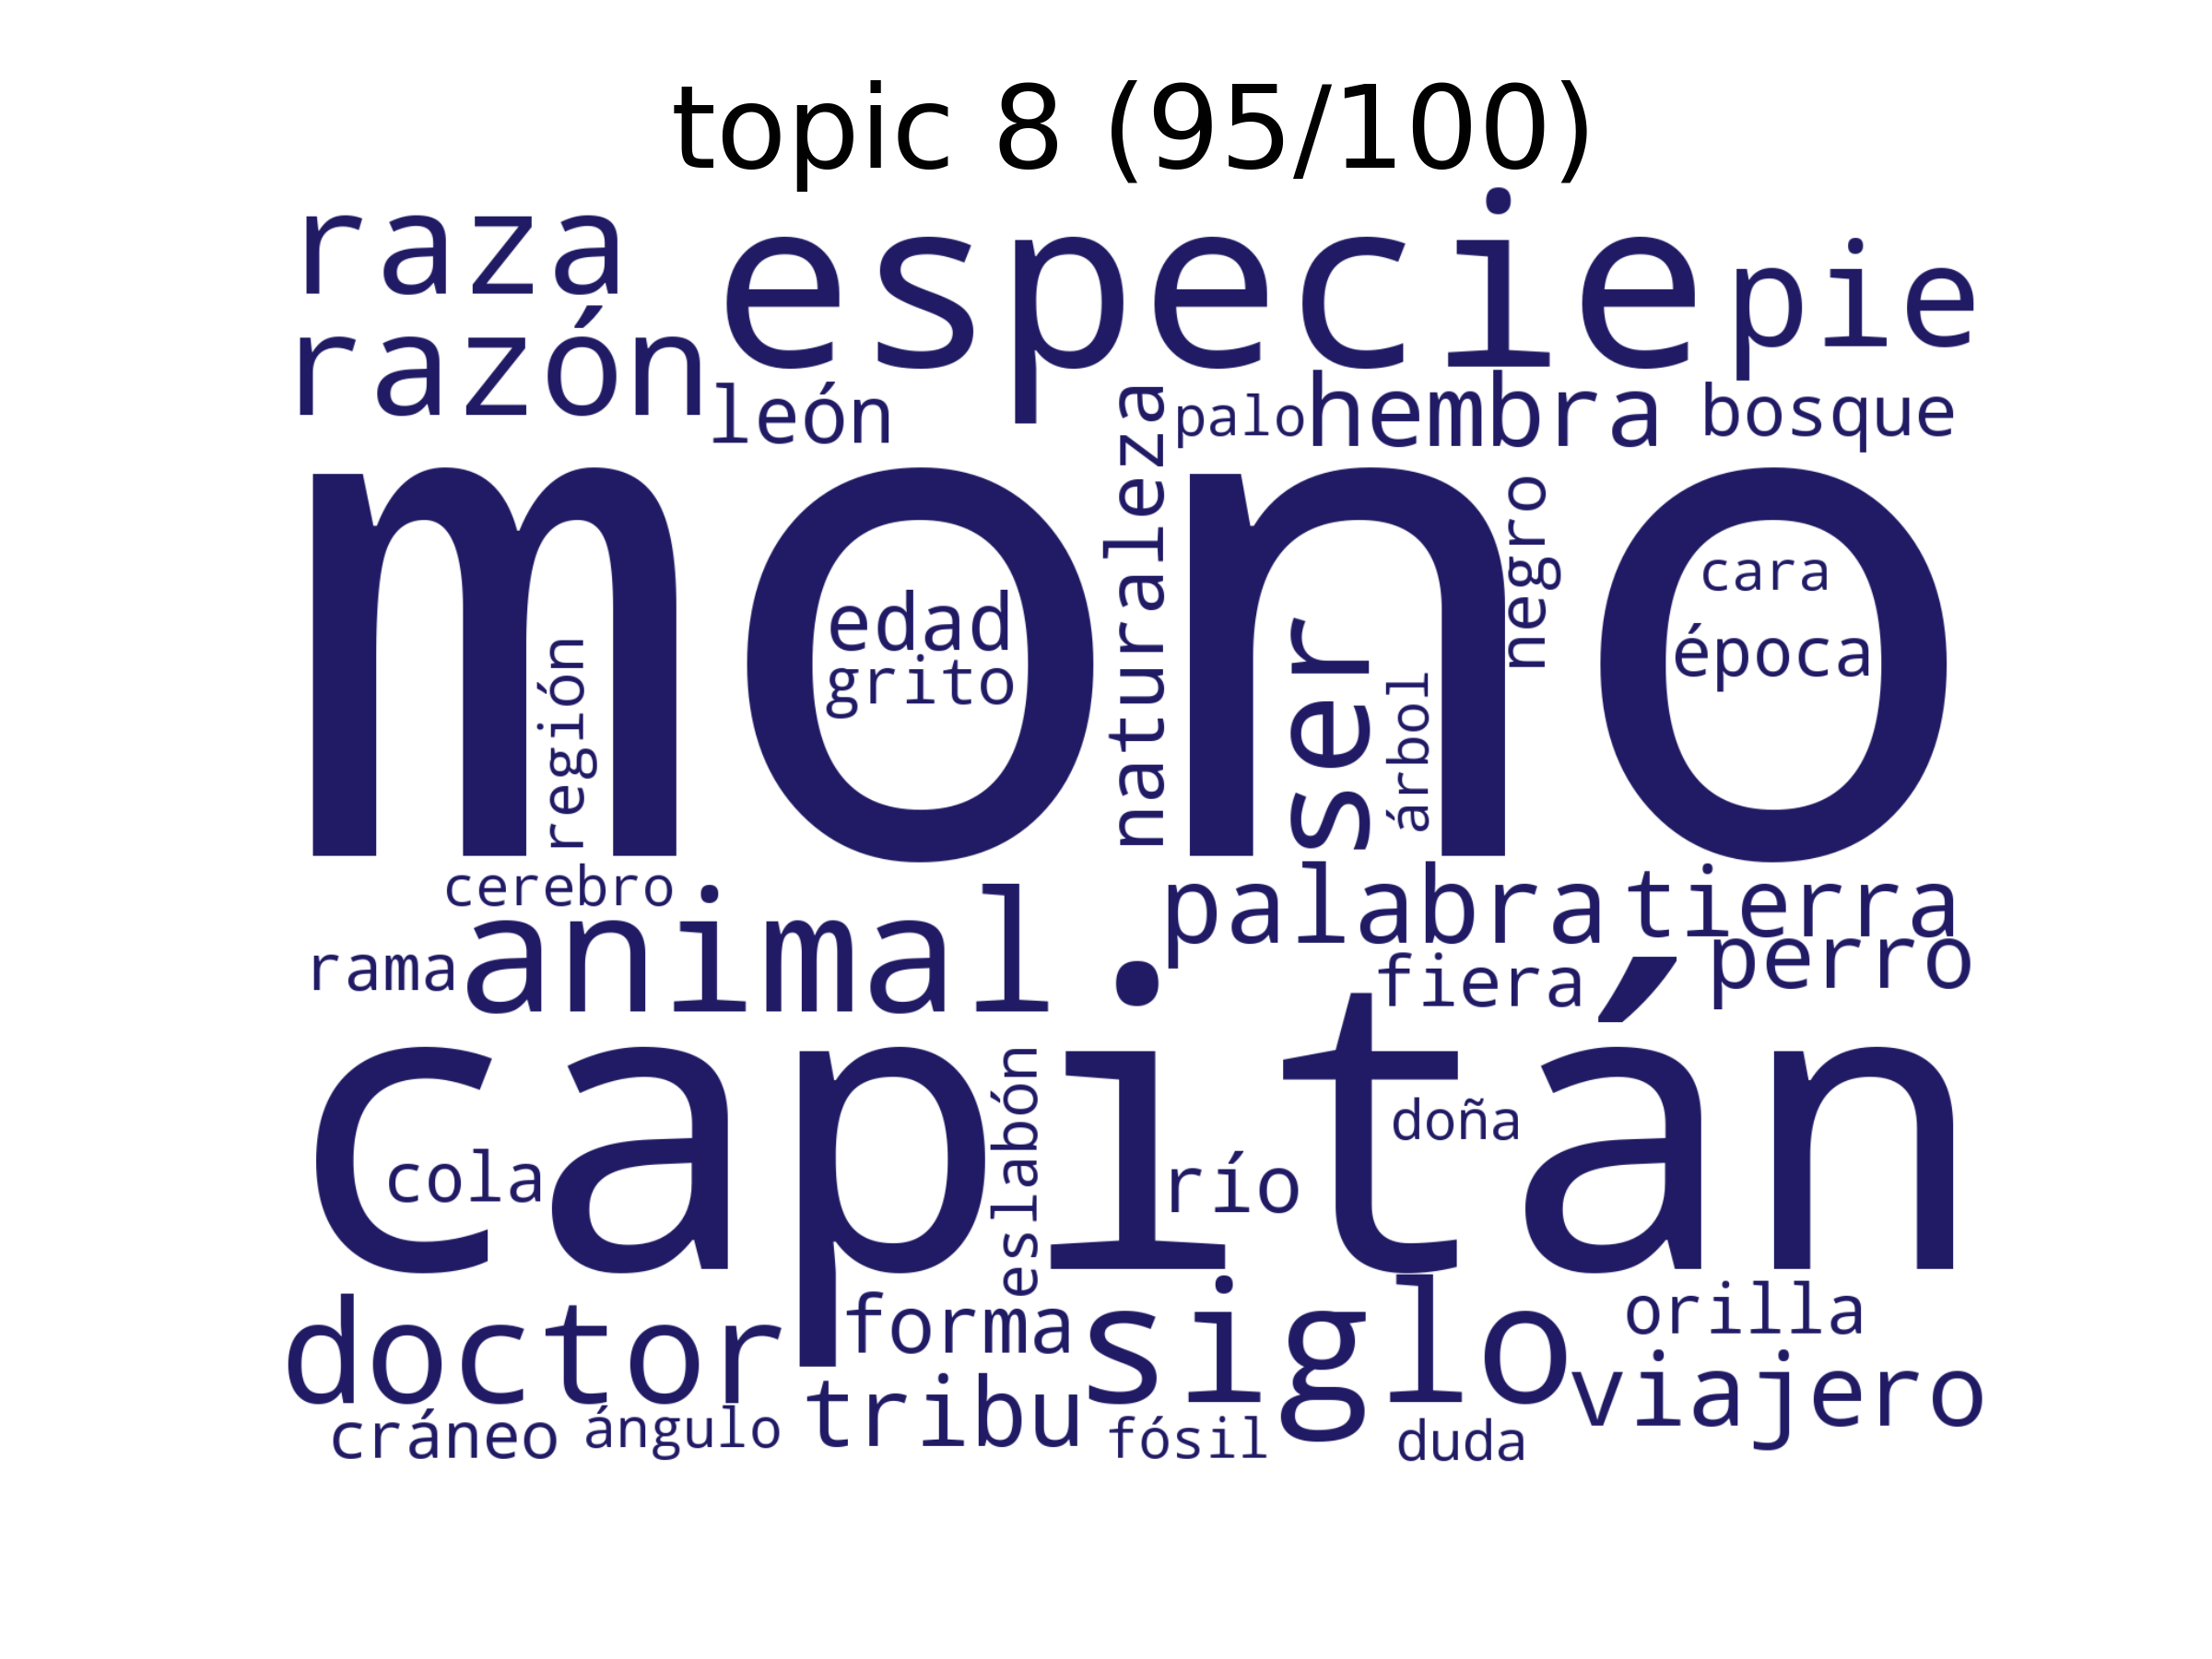 topic 8 (95/100)
raza
especie
pie
razón
león
palo
hembra
bosque
naturaleza
mono
negro
cara
edad
época
grito
ser
región
árbol
cerebro
palabra
tierra
rama
animal
fiera
perro
capitán
eslabón
doña
cola
río
doctor
forma
siglo
orilla
tribu
viajero
cráneo
ángulo
fósil
duda